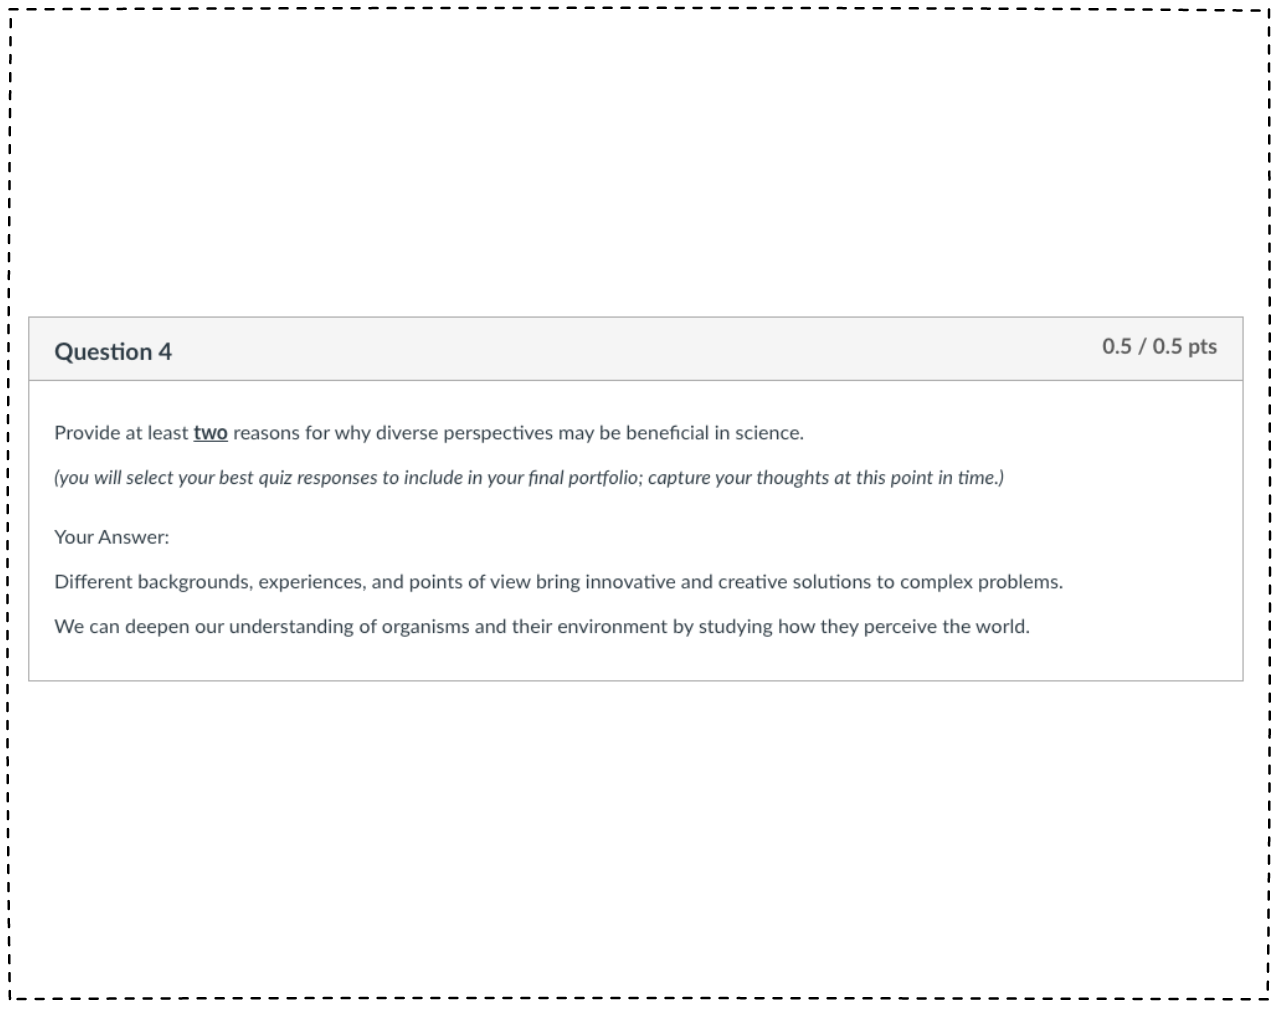 Question 4
0.5 / 0.5 pts
Provide at least two reasons for why diverse perspectives may be beneficial in science.
(you will select your best quiz responses to include in your final portfolio; capture your thoughts at this point in time.)
Your Answer:
Different backgrounds, experiences, and points of view bring innovative and creative solutions to complex problems.
We can deepen our understanding of organisms and their environment by studying how they perceive the world.